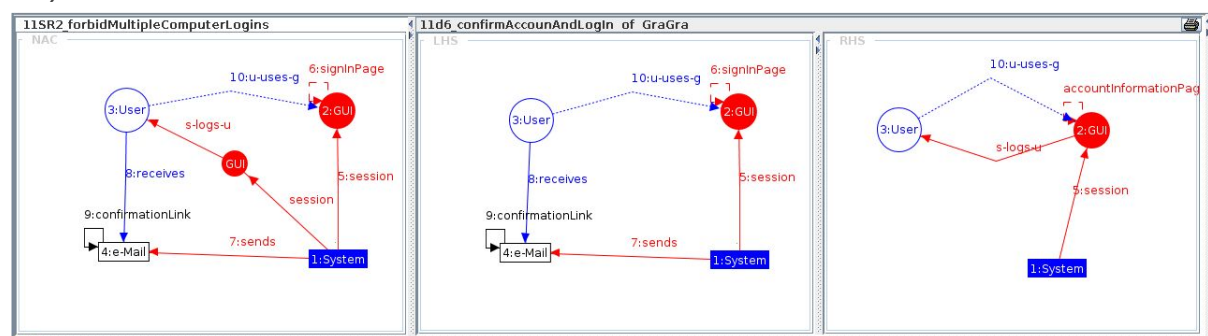 11SR2_forbidMultipleComputerLogins
11d6_confirmAccounAndLogIn of GraGra
NAC
6:signInPage
10:u-uses-g
3:User
2:GUI
s-logs-u
GUI
8:receives
5:session
session
9:confirmationLink
7:sends
4:e-Mail
1:System
LHS
6:signInPage
10:u-uses-g
3:User
2:GUI
8:receives
5:session
9:confirmationLink
7:sends
4:e-Mail
1:System
RHS
10:u-uses-g
accountInformationPag
3:User
2:GUI
s-logs-u
5:session
1:System